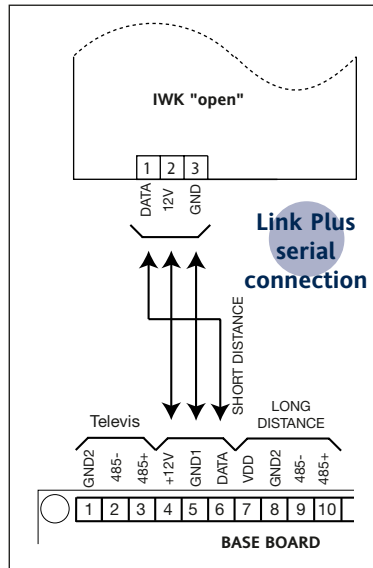 IWK "open"
1 2 3
DATA
12V
GND
Link Plus
serial
connection
SHORT DISTANCE
Televis
LONG
DISTANCE
GND2
485-
485+
+12V
GND1
DATA
VDD
GND2
485-
485+
1 2 3 4 5 6 7 8 9 10
BASE BOARD